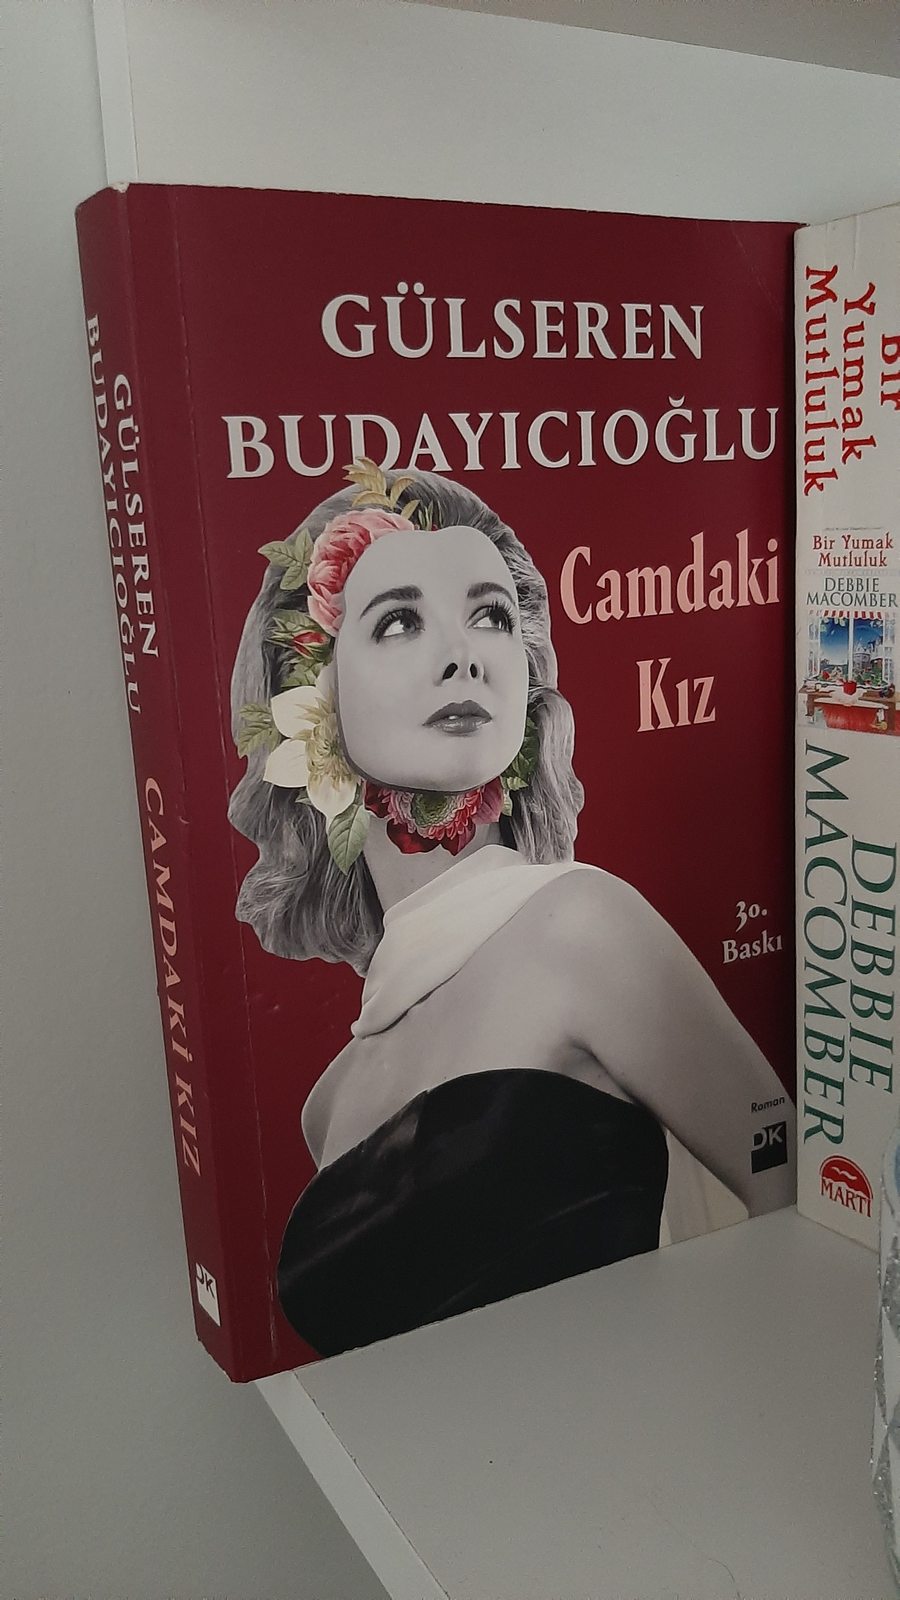 GÜLSEREN
BUDAYICIOĞLU
Camdaki
Kız
30.
Baskı
Roman
DK
GÜLSEREN
BUDAYICIOĞLU
CAMDAKİ KIZ
DK
Bir
Yumak
Mutluluk
Bir Yumak
Mutluluk
DEBBIE
MACOMBER
DEBBIE
MACOMBER
MARTI